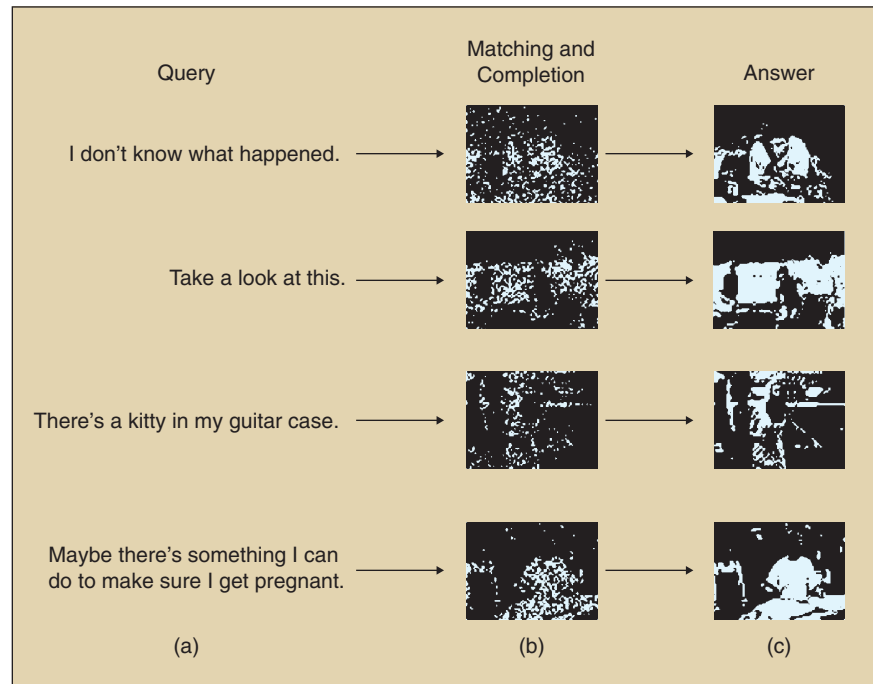 Query
Matching and
Completion
Answer
I don't know what happened.
Take a look at this.
There's a kitty in my guitar case.
Maybe there's something I can
do to make sure I get pregnant.
(a)
(b)
(c)